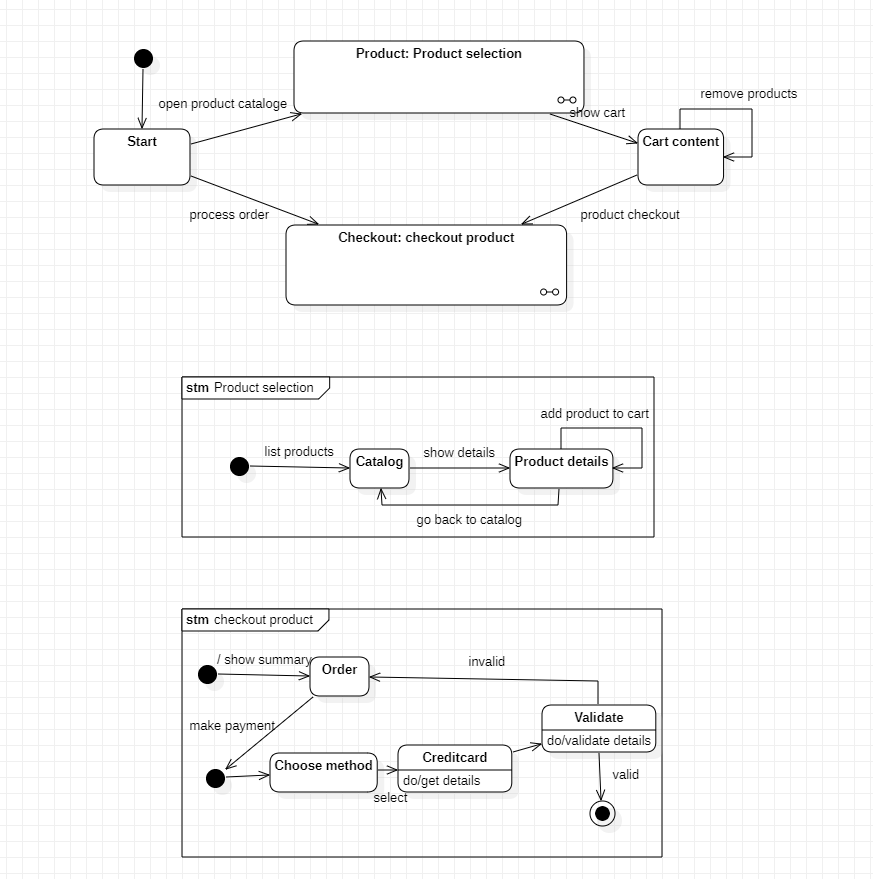 Product: Product selection
open product cataloge
show cart
remove products
Start
Cart content
process order
product checkout
Checkout: checkout product
stm Product selection
add product to cart
list products
show details
Catalog
Product details
go back to catalog
stm checkout product
/ show summary
Order
invalid
make payment
Validate
do/validate details
Choose method
Creditcard
do/get details
select
valid